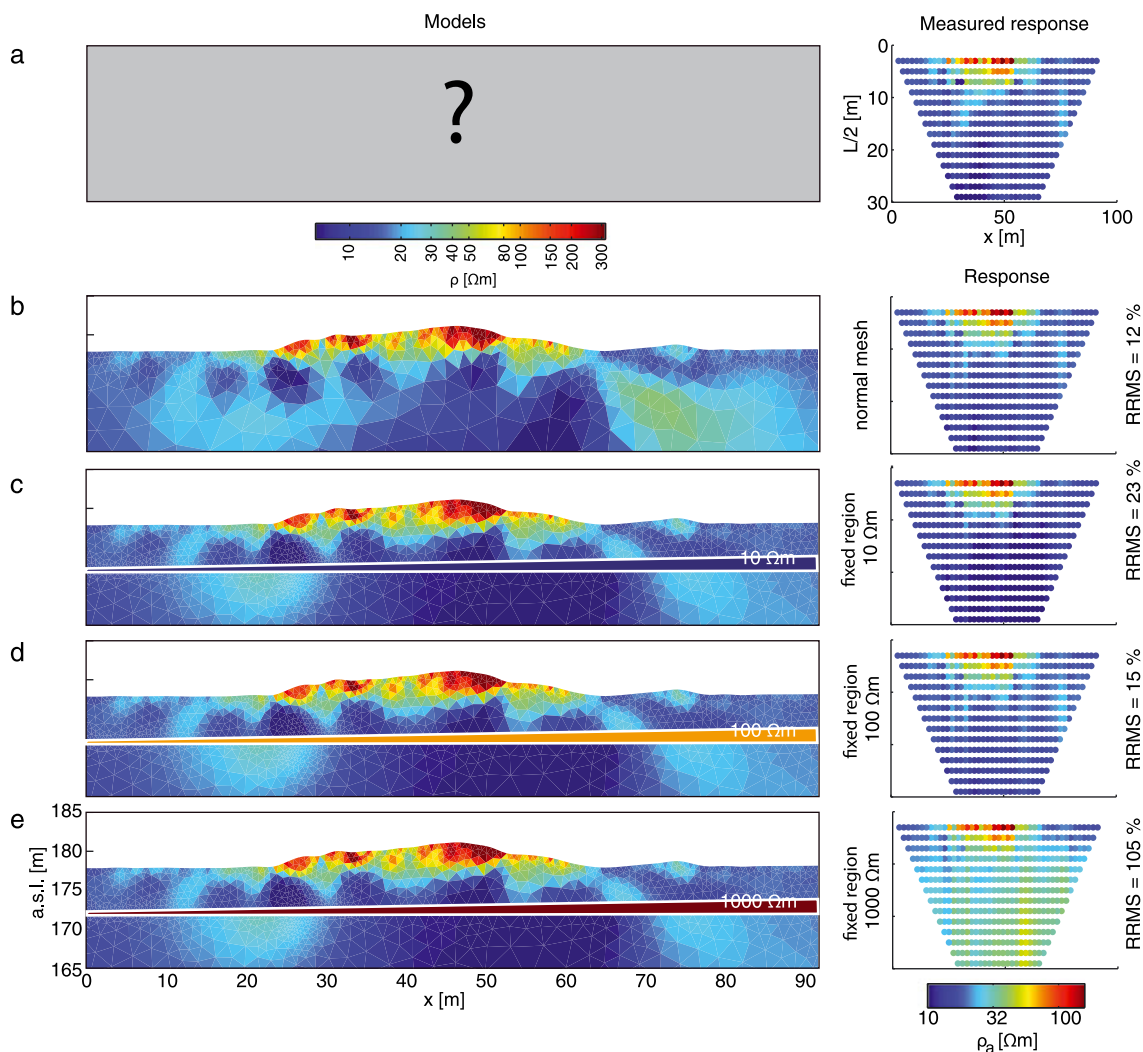 Models
Measured response
a
?
0
10
20
30
L/2 [m]
0
50
100
x [m]
10
20
30
40
50
80
100
150
200
300
ρ [Ωm]
Response
b
normal mesh
RRMS = 12 %
c
10 Ωm
fixed region
10 Ωm
RRMS = 23 %
d
100 Ωm
fixed region
100 Ωm
RRMS = 15 %
e
185
180
175
170
165
a.s.l. [m]
1000 Ωm
0
10
20
30
40
50
60
70
80
90
x [m]
fixed region
1000 Ωm
RRMS = 105 %
10
32
100
ρa [Ωm]